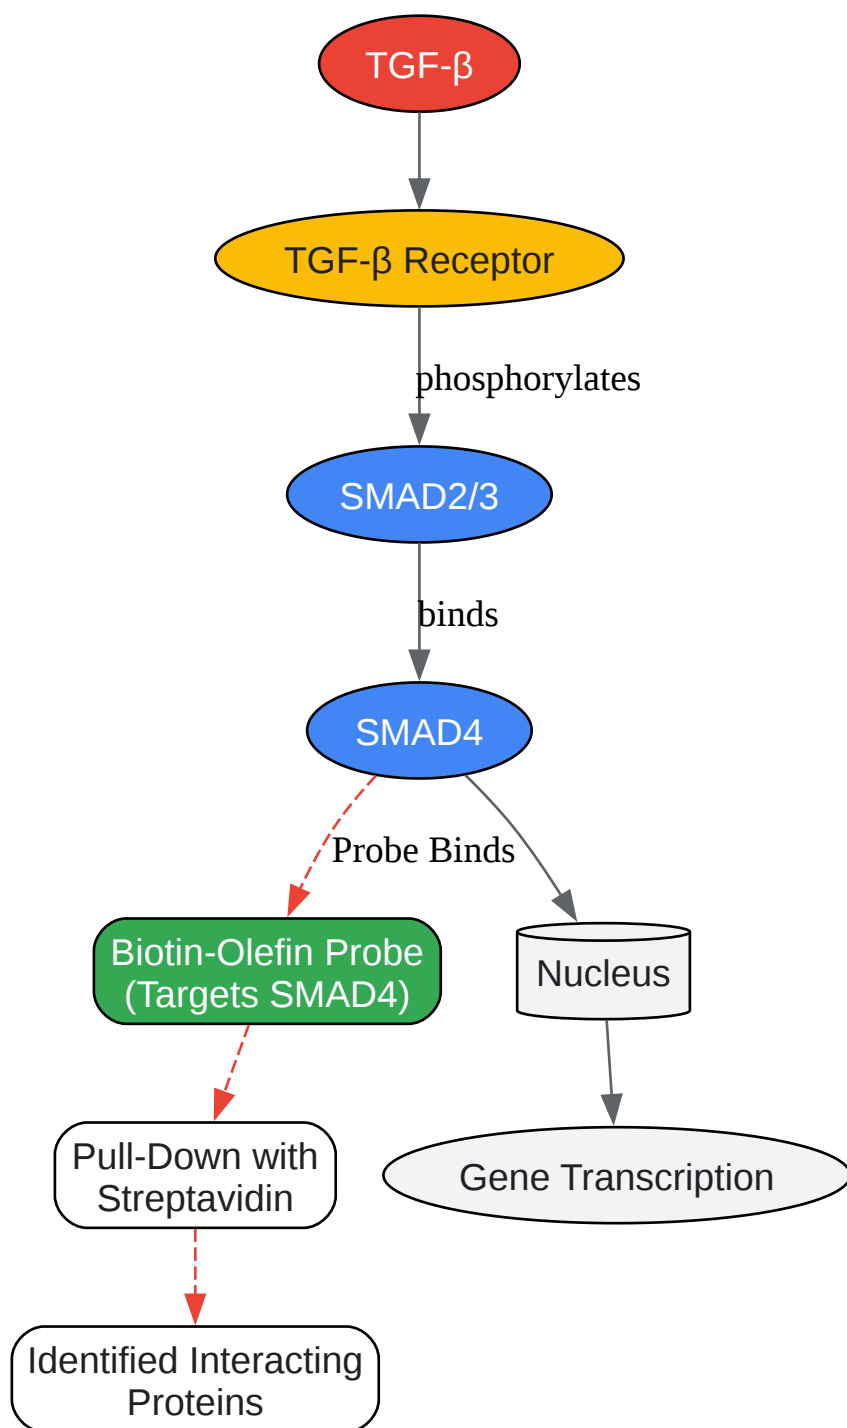 TGF-β
TGF-β Receptor
phosphorylates
SMAD2/3
binds
SMAD4
Probe Binds
Biotin-Olefin Probe
(Targets SMAD4)
Nucleus
Pull-Down with
Streptavidin
Gene Transcription
Identified Interacting
Proteins